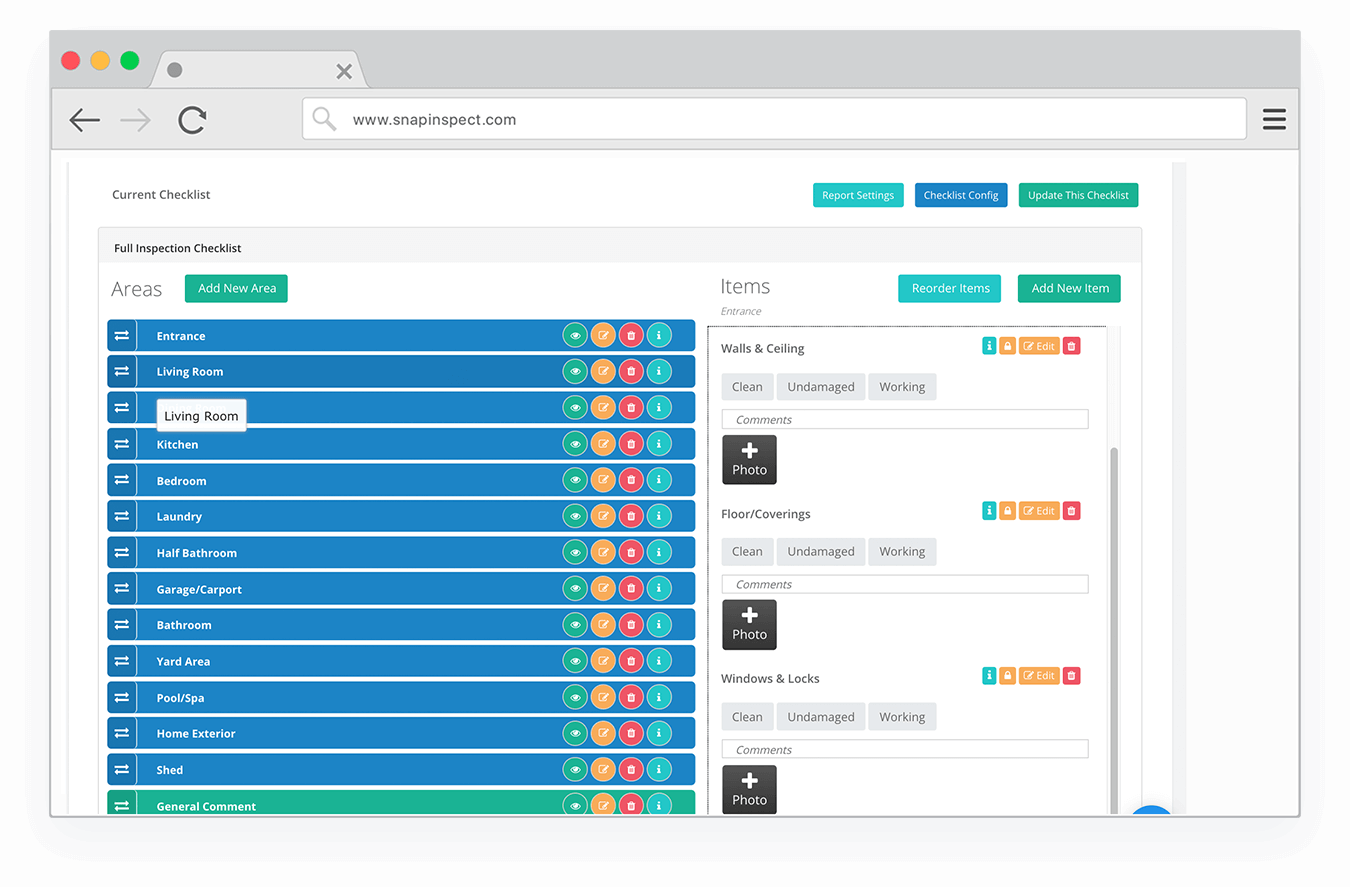 www.snapinspect.com
Current Checklist
Report Settings
Checklist Config
Update This Checklist
Full Inspection Checklist
Areas
Add New Area
Entrance
Living Room
Living Room
Kitchen
Bedroom
Laundry
Half Bathroom
Garage/Carport
Bathroom
Yard Area
Pool/Spa
Home Exterior
Shed
General Comment
Items
Entrance
Reorder Items
Add New Item
Walls & Ceiling
Edit
Clean
Undamaged
Working
Comments
Photo
Floor/Coverings
Edit
Clean
Undamaged
Working
Comments
Photo
Windows & Locks
Edit
Clean
Undamaged
Working
Comments
Photo